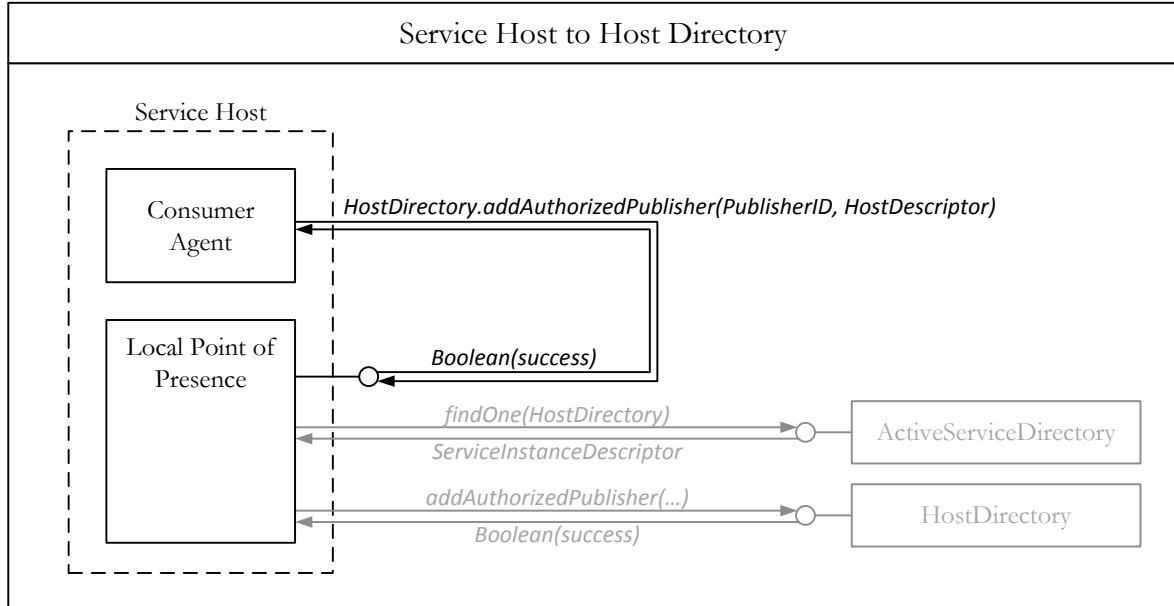 Service Host to Host Directory
Service Host
Consumer
Agent
HostDirectory.addAuthorizedPublisher(PublisherID, HostDescriptor)
Local Point of
Presence
Boolean(success)
findOne(HostDirectory)
ServiceInstanceDescriptor
ActiveServiceDirectory
addAuthorizedPublisher(...)
Boolean(success)
HostDirectory